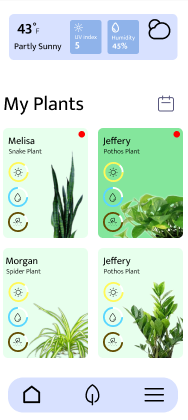 43° F
UV index
5
Humidity
45%
Partly Sunny
My Plants
Melisa
Snake Plant
Jeffery
Pothos Plant
Morgan
Spider Plant
Jeffery
Pothos Plant